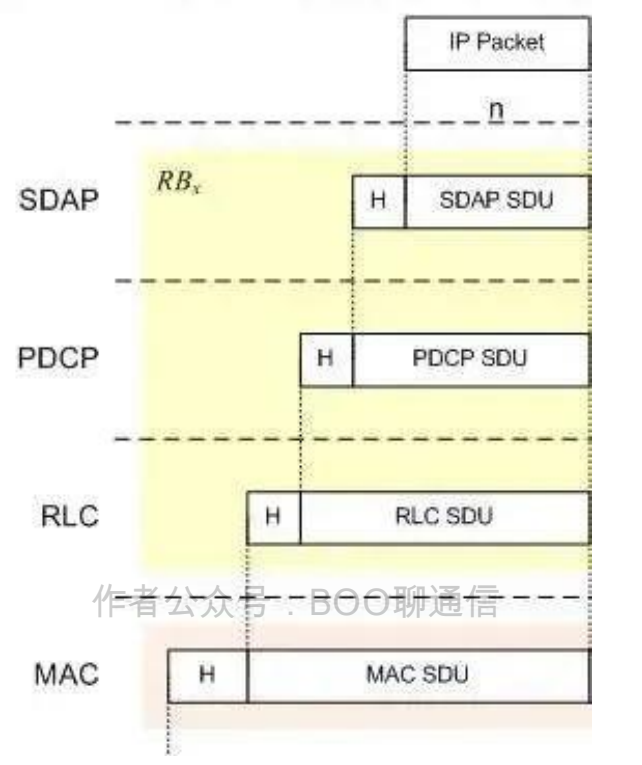 IP Packet
n
RBx
SDAP H SDAP SDU
PDCP H PDCP SDU
RLC H RLC SDU
作者公众号：BOO聊通信
MAC H MAC SDU